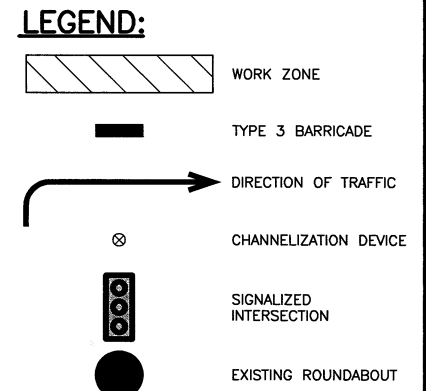 LEGEND:
WORK ZONE
TYPE 3 BARRICADE
DIRECTION OF TRAFFIC
CHANNELIZATION DEVICE
SIGNALIZED
INTERSECTION
EXISTING ROUNDABOUT